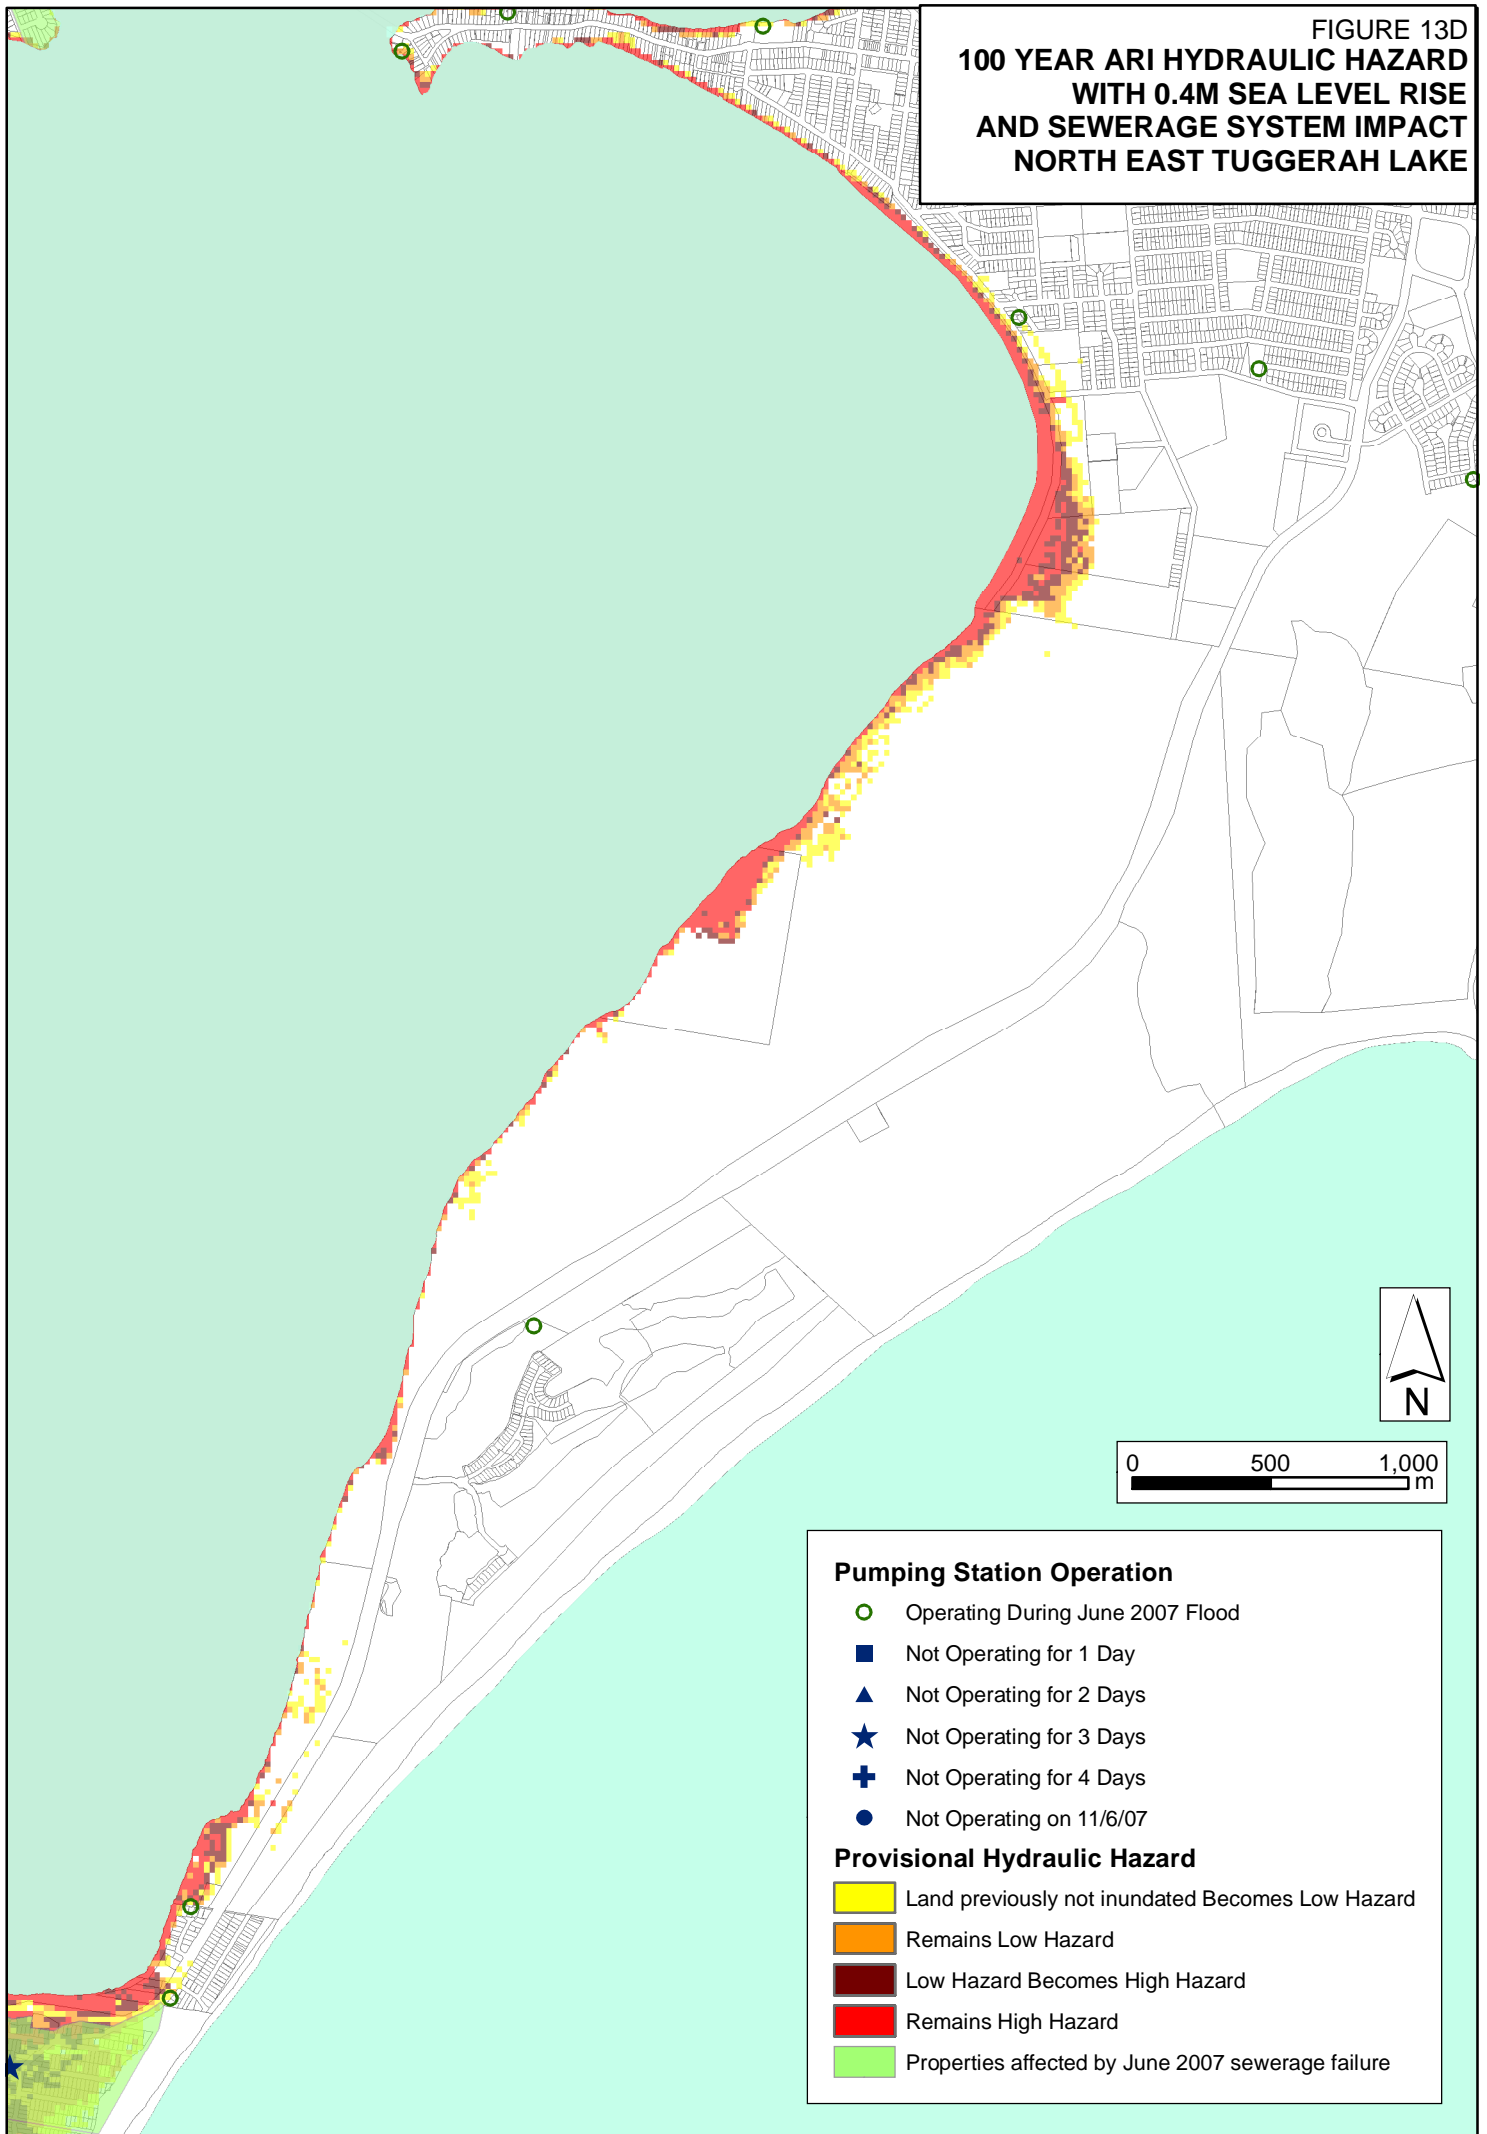 FIGURE 13D
100 YEAR ARI HYDRAULIC HAZARD
WITH 0.4M SEA LEVEL RISE
AND SEWERAGE SYSTEM IMPACT
NORTH EAST TUGGERAH LAKE
N
0 500 1,000
m
Pumping Station Operation
Operating During June 2007 Flood
Not Operating for 1 Day
Not Operating for 2 Days
Not Operating for 3 Days
Not Operating for 4 Days
Not Operating on 11/6/07
Provisional Hydraulic Hazard
Land previously not inundated Becomes Low Hazard
Remains Low Hazard
Low Hazard Becomes High Hazard
Remains High Hazard
Properties affected by June 2007 sewerage failure